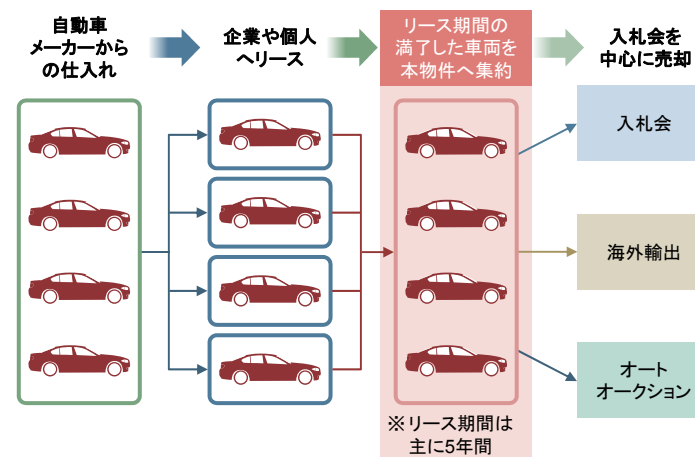 自動車
メーカーから
の仕入れ
企業や個人
へリース
リース期間の
満了した車両を
本物件へ集約
入札会を
中心に売却
入札会
海外輸出
オート
オークション
※リース期間は
主に5年間